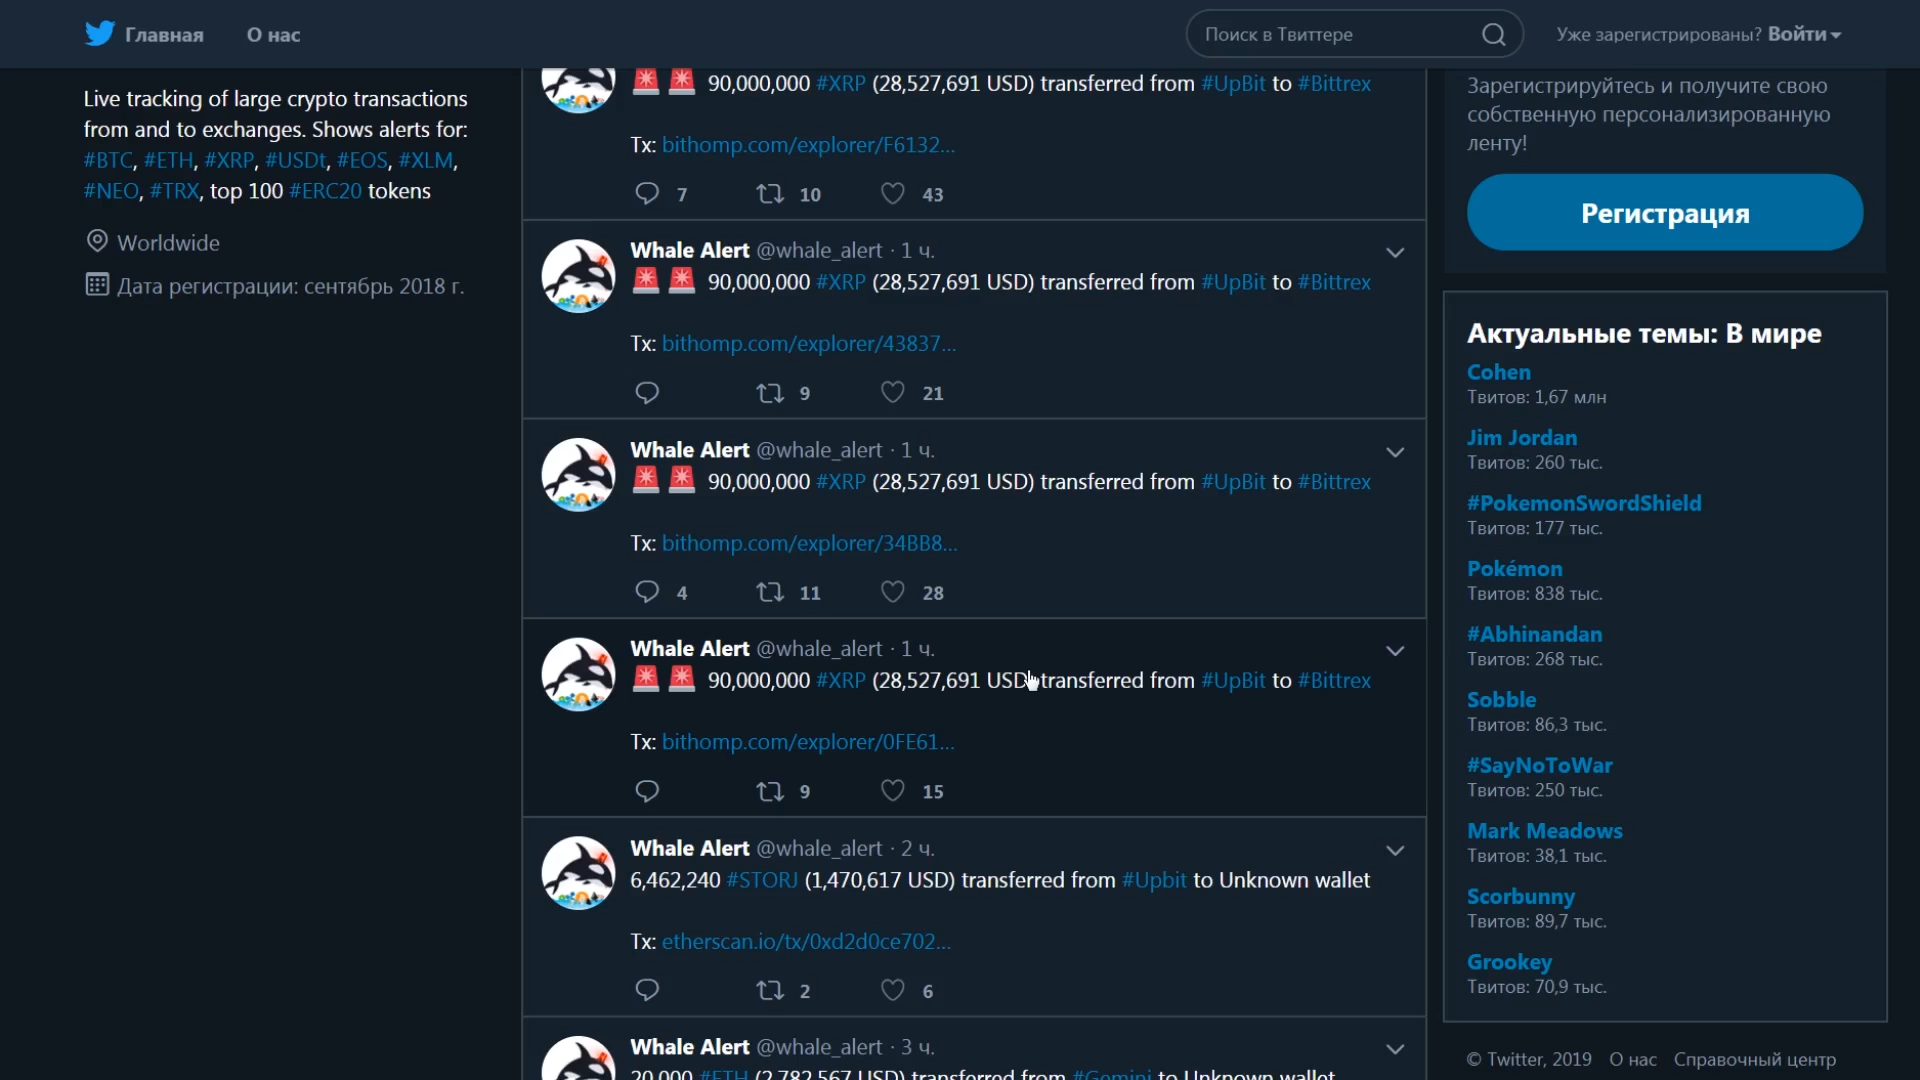 Главная
О нас
Поиск в Твиттере
Уже зарегистрированы? Войти
Live tracking of large crypto transactions
from and to exchanges. Shows alerts for:
#BTC, #ETH, #XRP, #USDt, #EOS, #XLM,
#NEO, #TRX, top 100 #ERC20 tokens
Worldwide
Дата регистрации: сентябрь 2018 г.
90,000,000 #XRP (28,527,691 USD) transferred from #UpBit to #Bittrex
Tx: bithomp.com/explorer/F6132...
7 10 43
Whale Alert @whale_alert · 1 ч.
90,000,000 #XRP (28,527,691 USD) transferred from #UpBit to #Bittrex
Tx: bithomp.com/explorer/43837...
9 21
Whale Alert @whale_alert · 1 ч.
90,000,000 #XRP (28,527,691 USD) transferred from #UpBit to #Bittrex
Tx: bithomp.com/explorer/34BB8...
4 11 28
Whale Alert @whale_alert · 1 ч.
90,000,000 #XRP (28,527,691 USD) transferred from #UpBit to #Bittrex
Tx: bithomp.com/explorer/0FE61...
9 15
Whale Alert @whale_alert · 2 ч.
6,462,240 #STORJ (1,470,617 USD) transferred from #Upbit to Unknown wallet
Tx: etherscan.io/tx/0xd2d0ce702...
2 6
Whale Alert @whale_alert · 3 ч.
20,000 #ETH (2,782,567 USD) transferred from #Gemini to Unknown wallet
Зарегистрируйтесь и получите свою
собственную персонализированную
ленту!
Регистрация
Актуальные темы: В мире
Cohen
Твитов: 1,67 млн
Jim Jordan
Твитов: 260 тыс.
#PokemonSwordShield
Твитов: 177 тыс.
Pokémon
Твитов: 838 тыс.
#Abhinandan
Твитов: 268 тыс.
Sobble
Твитов: 86,3 тыс.
#SayNoToWar
Твитов: 250 тыс.
Mark Meadows
Твитов: 38,1 тыс.
Scorbunny
Твитов: 89,7 тыс.
Grookey
Твитов: 70,9 тыс.
© Twitter, 2019 О нас Справочный центр